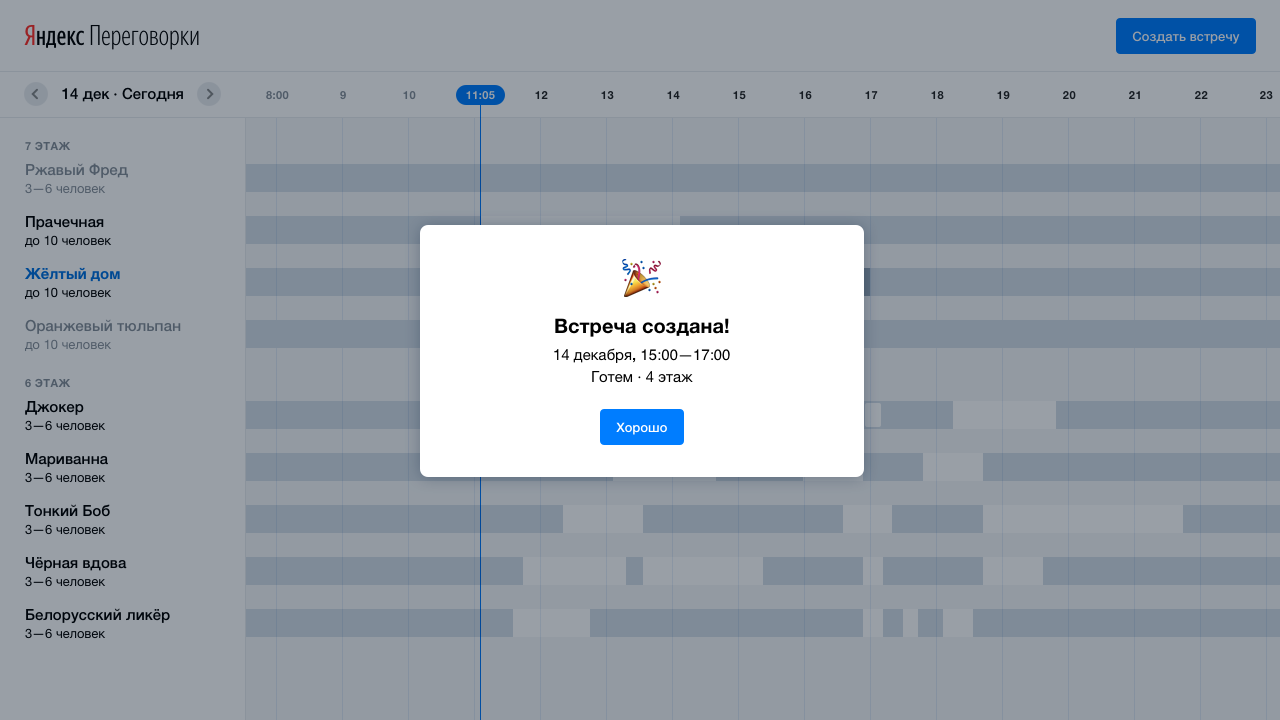 Яндекс Переговорки
Создать встречу
14 дек · Сегодня
8:00 9 10 11:05 12 13 14 15 16 17 18 19 20 21 22 23
7 ЭТАЖ
Ржавый Фред
3—6 человек
Прачечная
до 10 человек
Жёлтый дом
до 10 человек
Оранжевый тюльпан
до 10 человек
6 ЭТАЖ
Джокер
3—6 человек
Мариванна
3—6 человек
Тонкий Боб
3—6 человек
Чёрная вдова
3—6 человек
Белорусский ликёр
3—6 человек
Встреча создана!
14 декабря, 15:00—17:00
Готем · 4 этаж
Хорошо